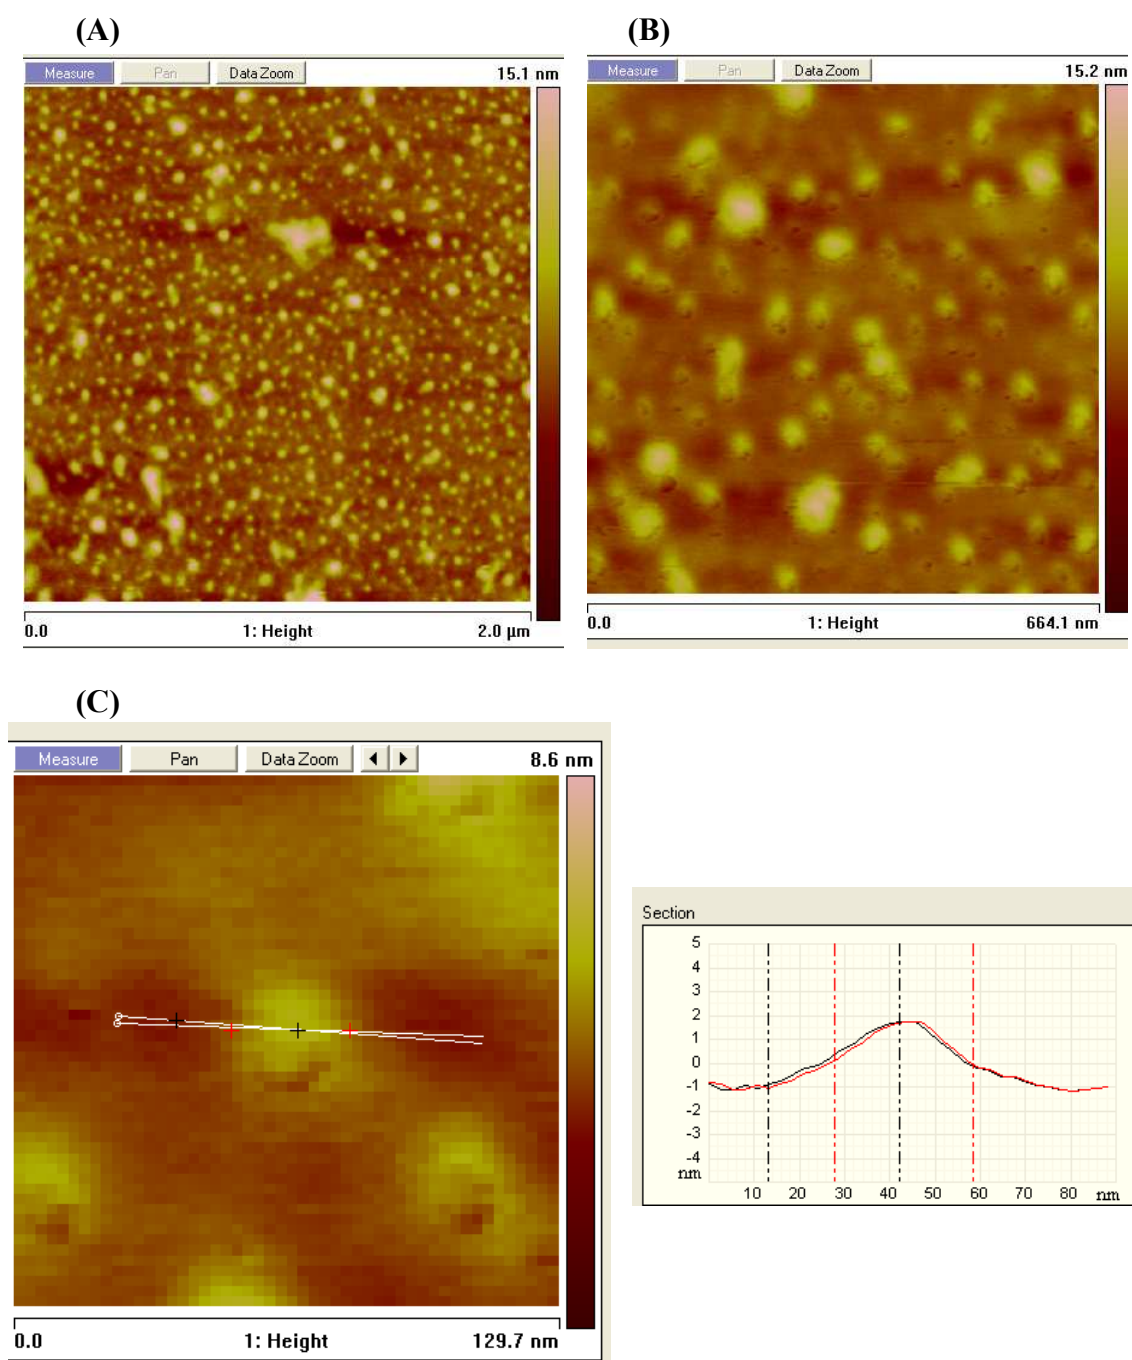 (A) (B)
Measure Pan Data Zoom 15.1 nm
Measure Pan Data Zoom 15.2 nm
0.0 1: Height 2.0 µm
0.0 1: Height 664.1 nm
(C)
Measure Pan Data Zoom 8.6 nm
0.0 1: Height 129.7 nm
Section
5
4
3
2
1
0
-1
-2
-3
-4
nm
10 20 30 40 50 60 70 80 nm